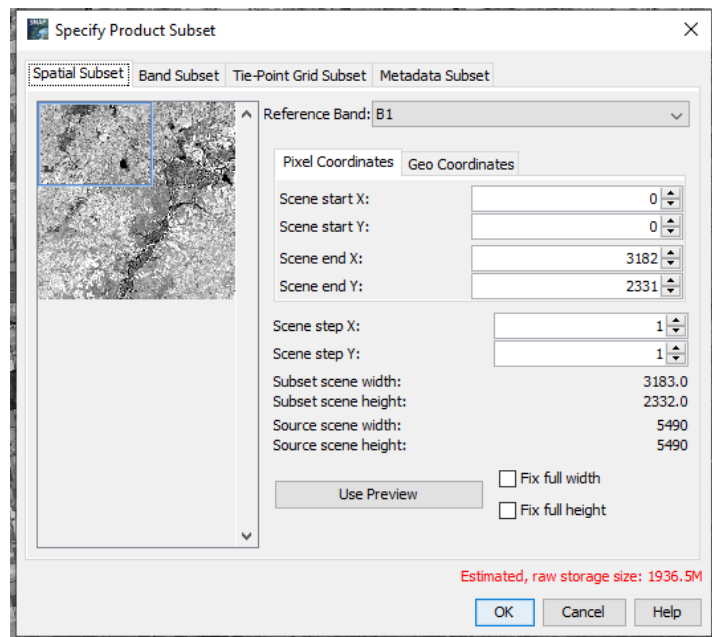 SNAP
Specify Product Subset
Spatial Subset Band Subset Tie-Point Grid Subset Metadata Subset
Reference Band: B1
Pixel Coordinates Geo Coordinates
Scene start X: 0
Scene start Y: 0
Scene end X: 3182
Scene end Y: 2331
Scene step X: 1
Scene step Y: 1
Subset scene width: 3183.0
Subset scene height: 2332.0
Source scene width: 5490
Source scene height: 5490
Use Preview
Fix full width
Fix full height
Estimated, raw storage size: 1936.5M
OK Cancel Help